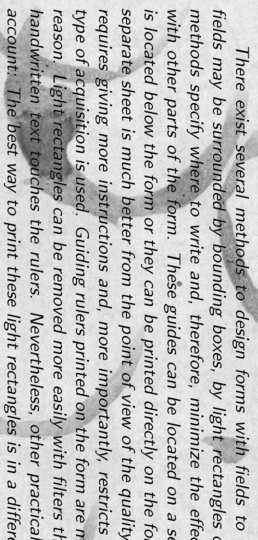 There exist several methods to design forms with fields to
fields may be surrounded by bounding boxes, by light rectangles
methods specify where to write and, therefore, minimize the effec
with other parts of the form. These guides can be located on a se
is located below the form or they can be printed directly on the fo
separate sheet is much better from the point of view of the quality
requires giving more instructions and, more importantly, restricts
type of acquisition is used. Guiding rulers printed on the form are m
reason. Light rectangles can be removed more easily with filters th
handwritten text touches the rulers. Nevertheless, other practical
account: The best way to print these light rectangles is in a differe